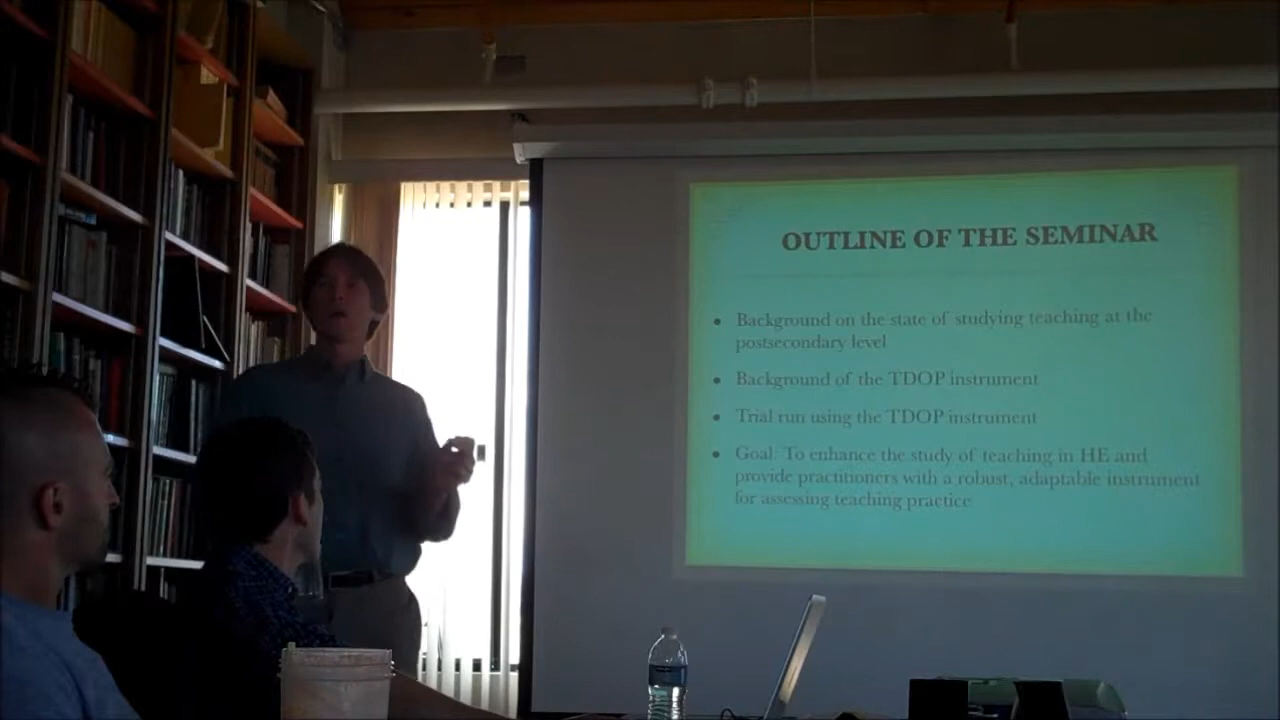 OUTLINE OF THE SEMINAR
• Background on the state of studying teaching at the
postsecondary level
• Background of the TDOP instrument
• Trial run using the TDOP instrument
• Goal: To enhance the study of teaching in HE and
provide practitioners with a robust, adaptable instrument
for assessing teaching practice